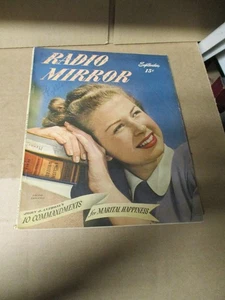 RADIO
MIRROR
September
15¢
10 COMMANDMENTS
for MARITAL HAPPINESS